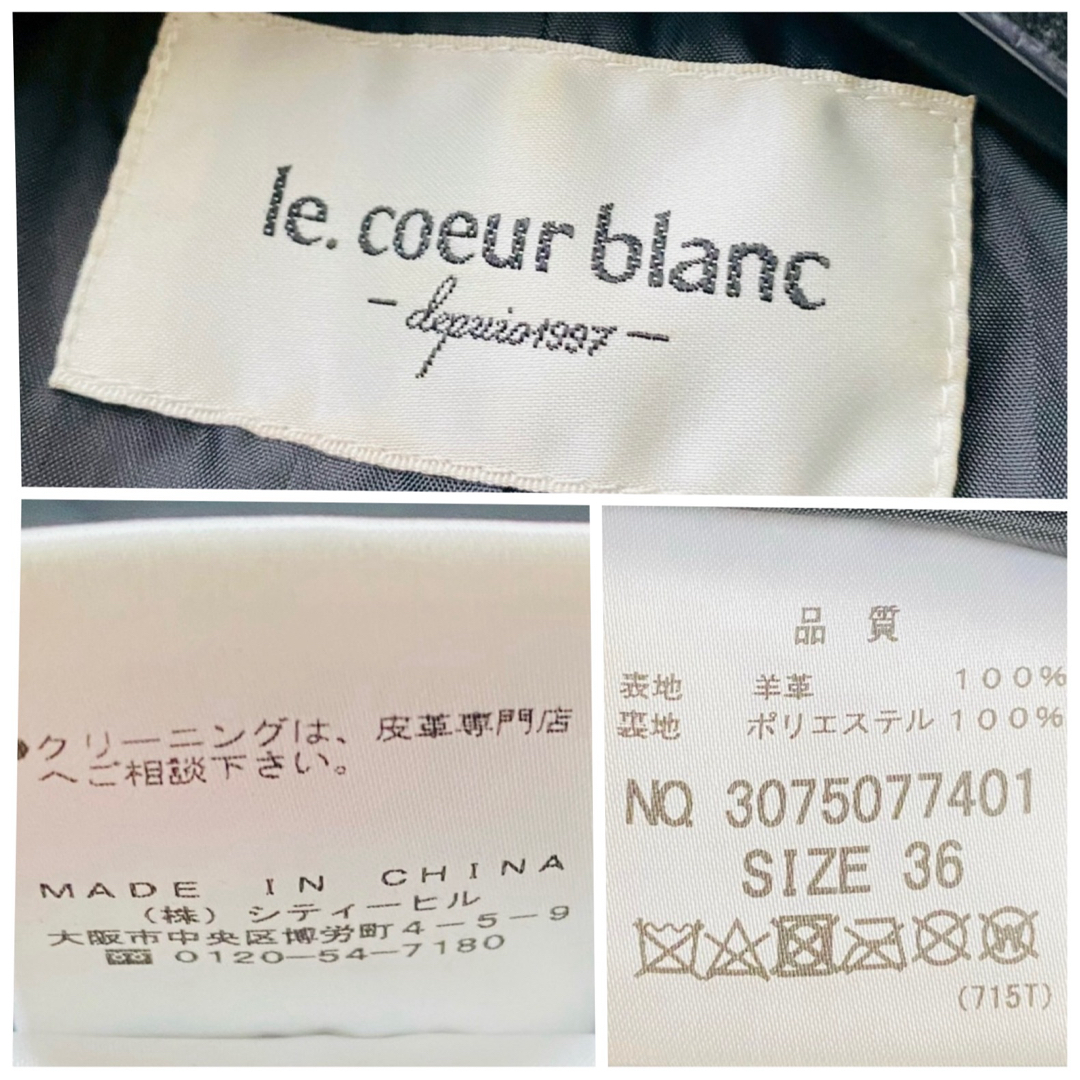 le. coeur blanc
- depuis1997 -
クリーニングは、皮革専門店
へご相談下さい。
MADE IN CHINA
(株) シティーヒル
大阪市中央区博労町4-5-9
0120-54-7180
品 質
表地 羊革 100%
裏地 ポリエステル 100%
NO. 3075077401
SIZE 36
W
(715T)